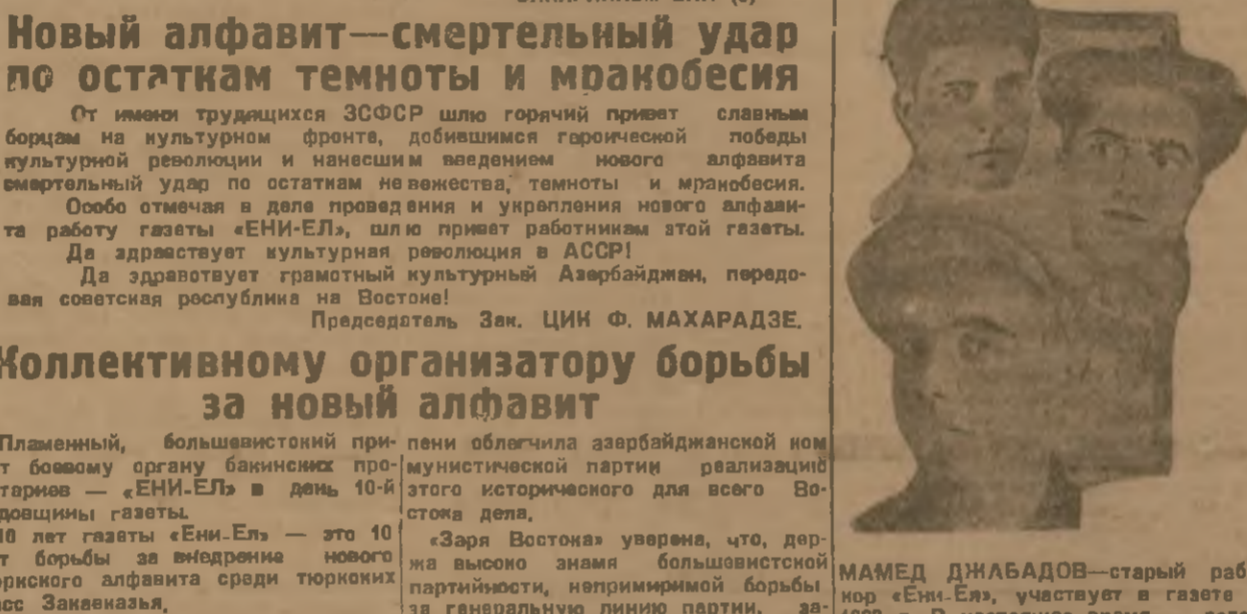 Новый алфавит—смертельный удар
по остаткам темноты и мракобесия
От имени трудящихся ЗСФСР шлю горячий привет славным
борцам на культурном фронте, добившимся героической победы
культурной революции и нанесшим введением нового алфавита
смертельный удар по остаткам невежества, темноты и мракобесия.
Особо отмечая в деле проведения и укрепления нового алфави-
та работу газеты «ЕНИ-ЕЛ», шлю привет работникам этой газеты.
Да здравствует культурная революция в АССР!
Да здравствует грамотный культурный Азербайджан, передо-
вая советская республика на Востоке!
Председатель Зак. ЦИК Ф. МАХАРАДЗЕ.
Коллективному организатору борьбы
за новый алфавит
Пламенный, большевистский при-
т боевому органу бакинских про-
тариев — «ЕНИ-ЕЛ» в день 10-й
довщины газеты.
10 лет газеты «Ени-Ел» — это 10
т борьбы за внедрение нового
ркского алфавита среди тюркских
сс Закавказья,
пени облегчила азербайджанской ком
мунистической партии реализацию
этого исторического для всего Во-
стока дела.
«Заря Востока» уверена, что, дер-
жа высоко знамя большевистской
партийности, непримиримой борьбы
за генеральную линию партии, за-
МАМЕД ДЖАБАДОВ—старый раб
кор «Ени-Ел», участвует в газете